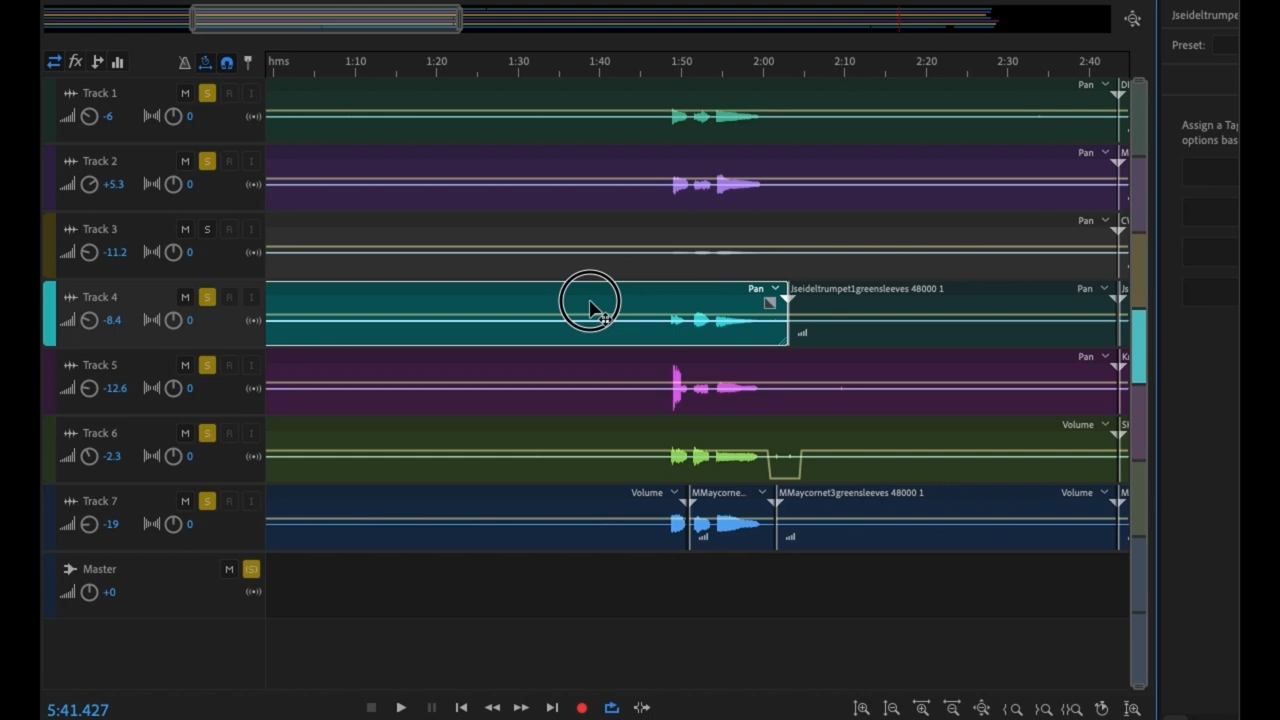 Jseideltrumpe
Preset:
fx
hms 1:10 1:20 1:30 1:40 1:50 2:00 2:10 2:20 2:30 2:40
Track 1 M S R I Pan
-6 0
Track 2 M S R I Pan M
+5.3 0
Track 3 M S R I Pan
-11.2 0
Track 4 M S R I Pan Jseideltrumpet1greensleeves 48000 1 Js
-8.4 0
Track 5 M S R I Pan
-12.6 0
Track 6 M S R I Volume
-2.3 0
Track 7 M S R I Volume MMaycorne... MMaycornet3greensleeves 48000 1 Volume M
-19 0
Master M (S)
+0
Assign a Ta
options bas
5:41.427